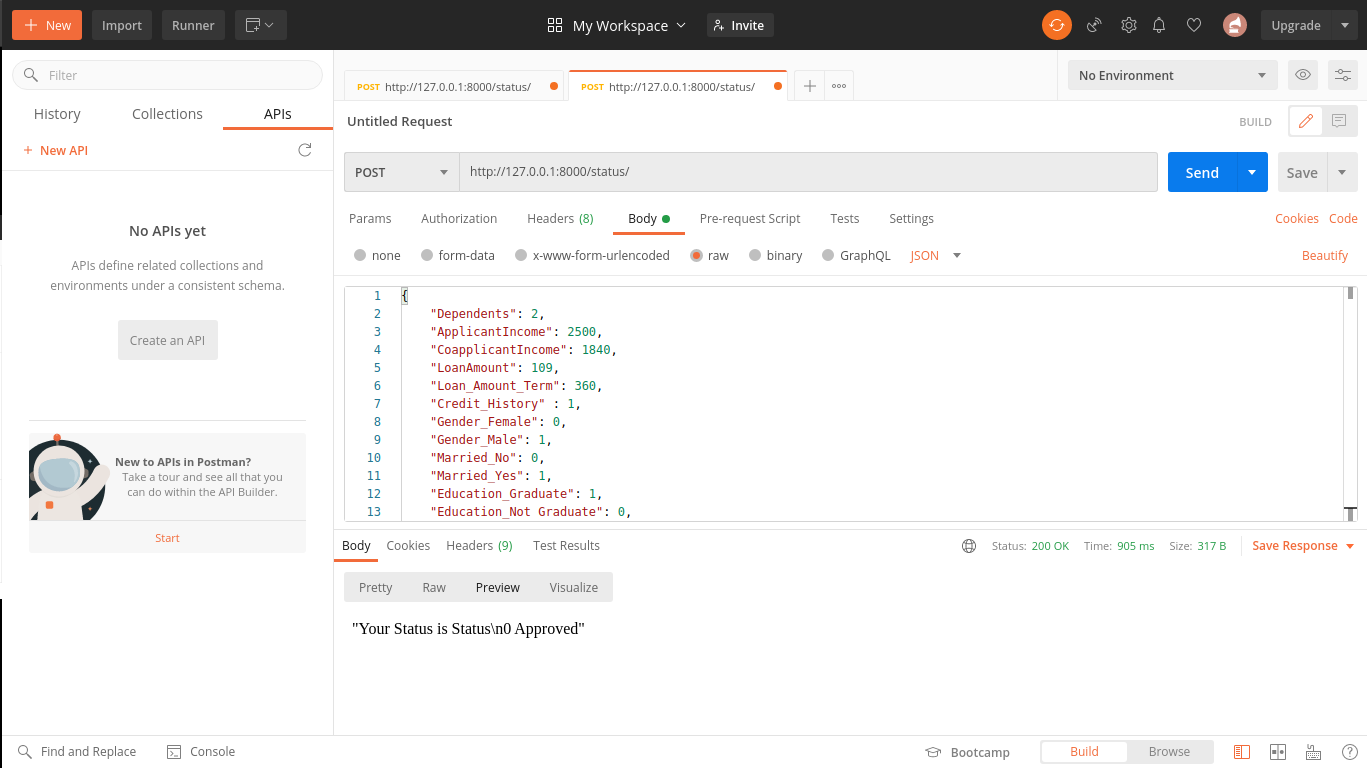 New
Import
Runner
My Workspace
Invite
Upgrade
Filter
History
Collections
APIs
+ New API
No APIs yet
APIs define related collections and
environments under a consistent schema.
Create an API
New to APIs in Postman?
Take a tour and see all that you
can do within the API Builder.
Start
POST http://127.0.0.1:8000/status/
POST http://127.0.0.1:8000/status/
No Environment
Untitled Request
BUILD
POST
http://127.0.0.1:8000/status/
Send
Save
Params
Authorization
Headers (8)
Body
Pre-request Script
Tests
Settings
Cookies
Code
none
form-data
x-www-form-urlencoded
raw
binary
GraphQL
JSON
Beautify
1 {
2 "Dependents": 2,
3 "ApplicantIncome": 2500,
4 "CoapplicantIncome": 1840,
5 "LoanAmount": 109,
6 "Loan_Amount_Term": 360,
7 "Credit_History" : 1,
8 "Gender_Female": 0,
9 "Gender_Male": 1,
10 "Married_No": 0,
11 "Married_Yes": 1,
12 "Education_Graduate": 1,
13 "Education_Not Graduate": 0,
Body
Cookies
Headers (9)
Test Results
Status: 200 OK
Time: 905 ms
Size: 317 B
Save Response
Pretty
Raw
Preview
Visualize
"Your Status is Status\n0 Approved"
Find and Replace
Console
Bootcamp
Build
Browse